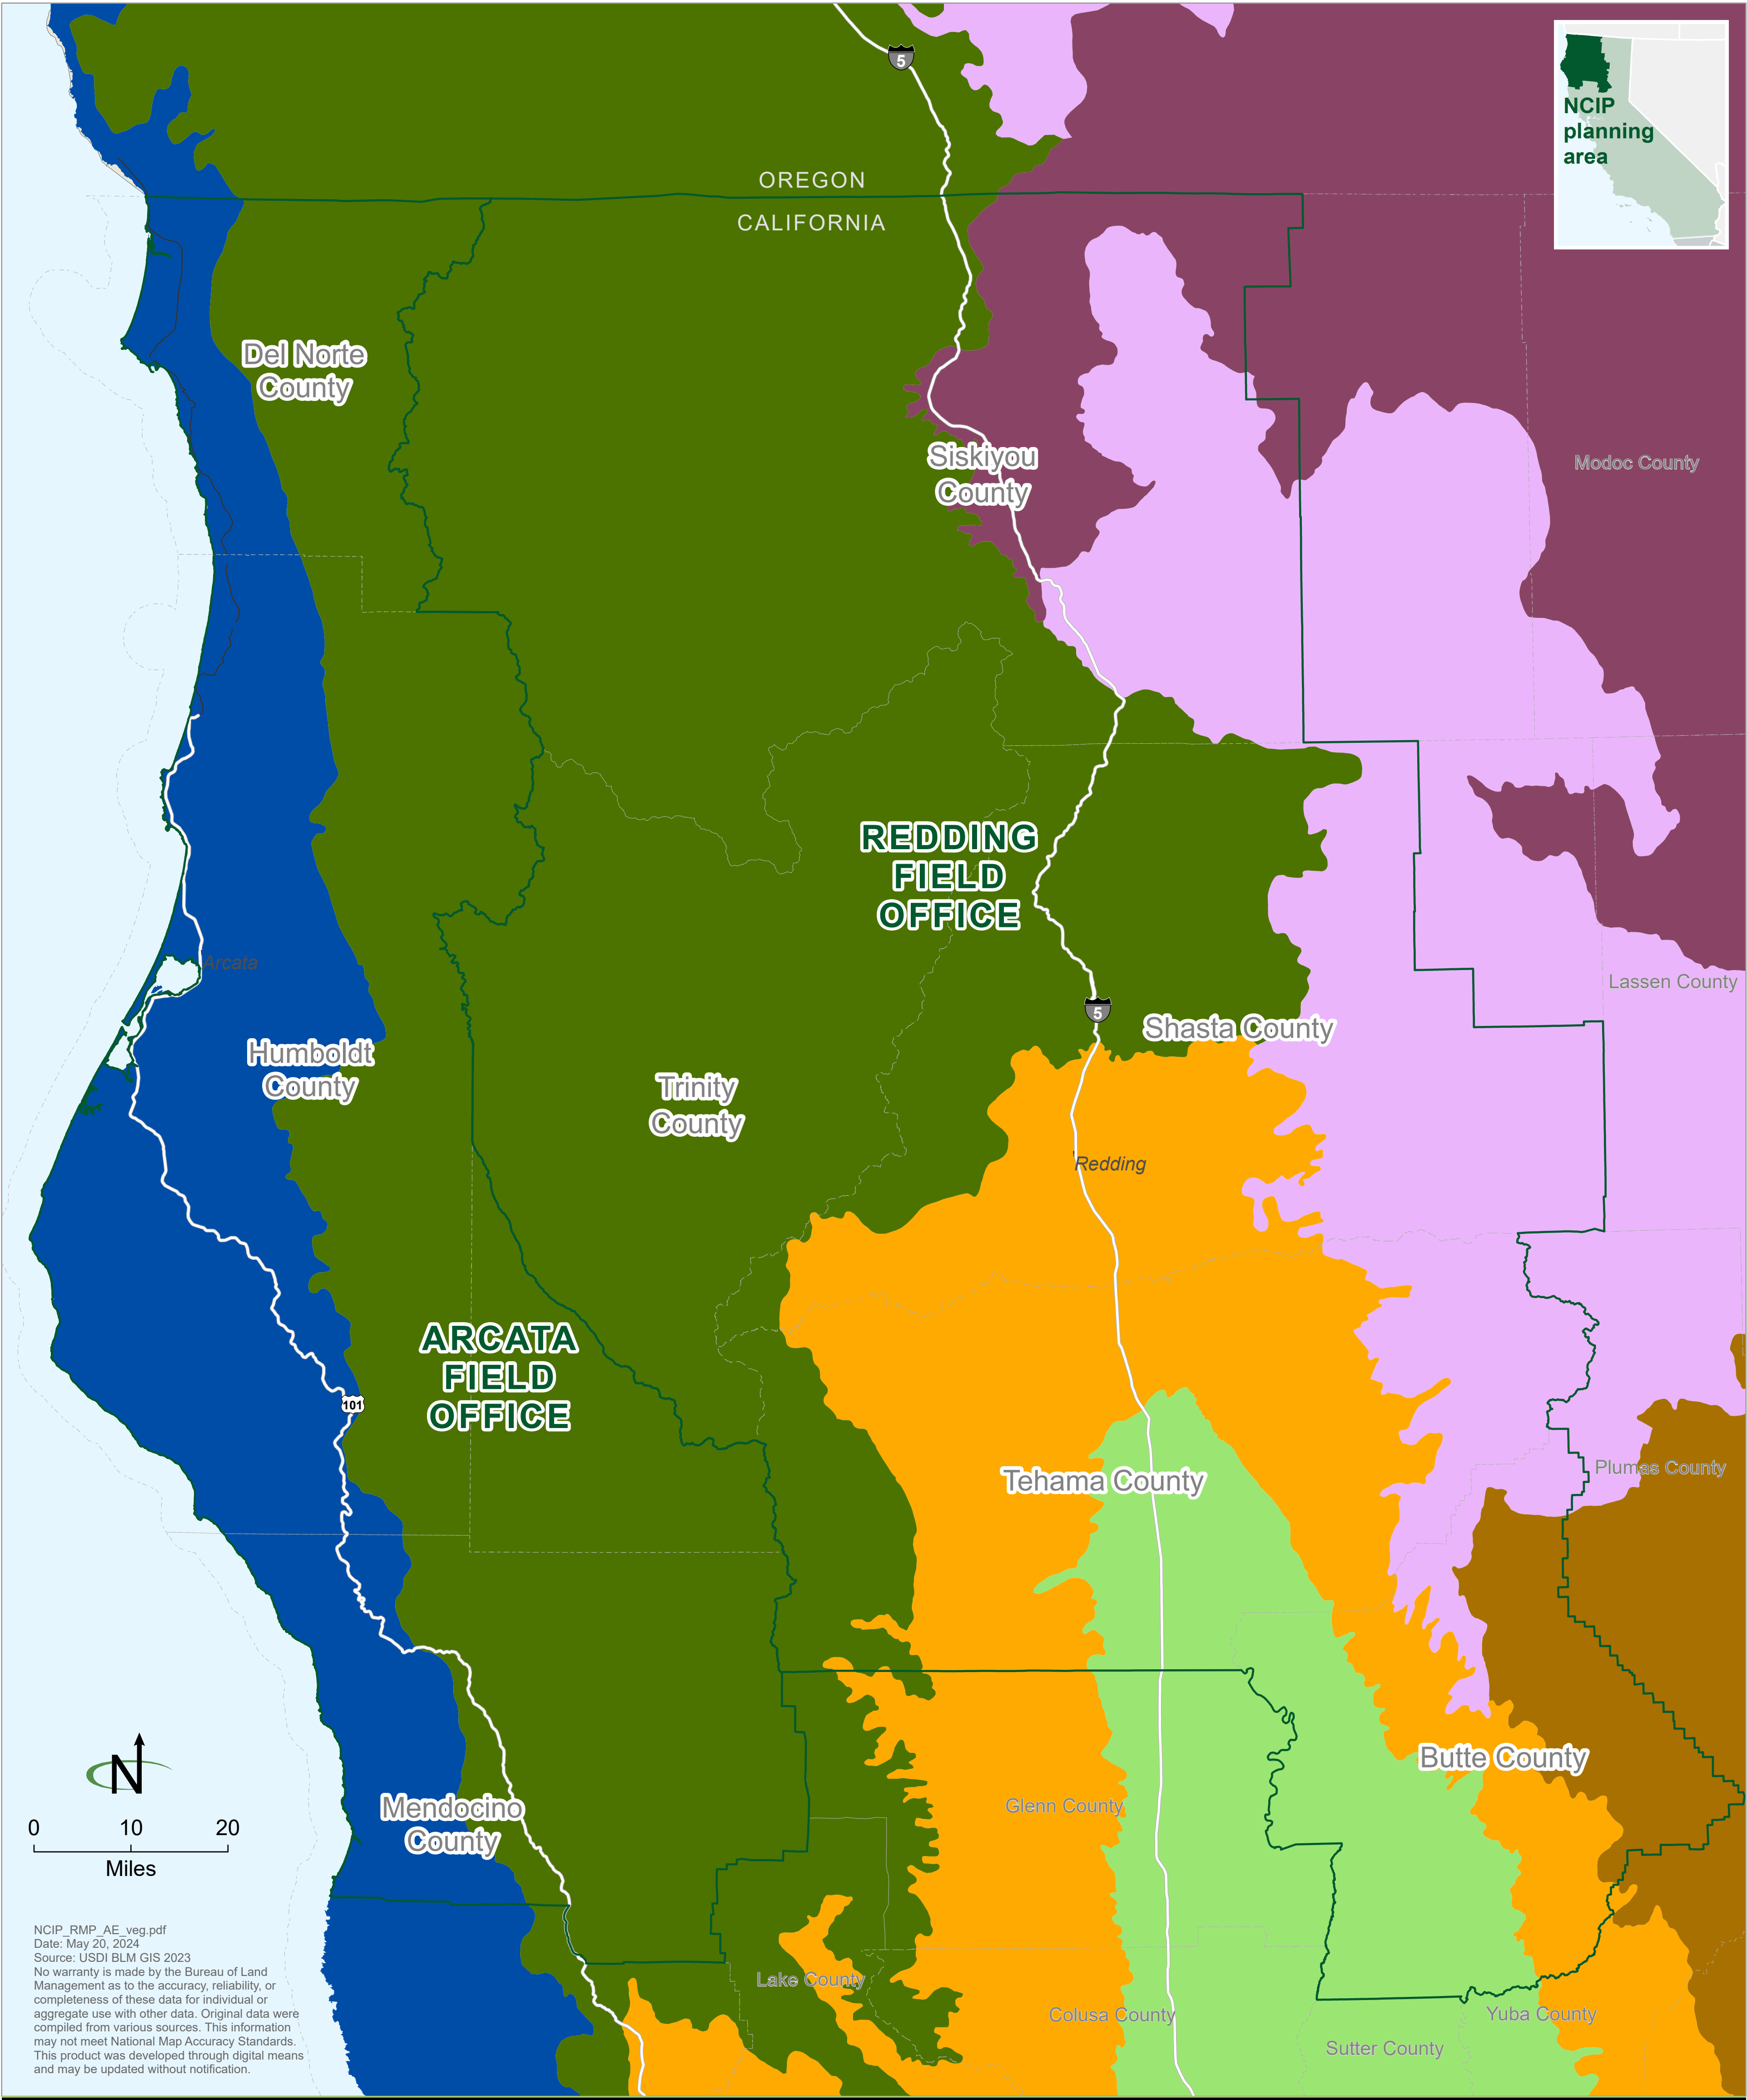 5
NCIP
planning
area
OREGON
CALIFORNIA
Del Norte
County
Siskiyou
County
Modoc County
REDDING
FIELD
OFFICE
Arcata
Lassen County
5
Shasta County
Humboldt
County
Trinity
County
Redding
ARCATA
FIELD
OFFICE
101
Tehama County
Plumas County
N
Butte County
Mendocino
County
Glenn County
0 10 20
Miles
NCIP_RMP_AE_veg.pdf
Date: May 20, 2024
Source: USDI BLM GIS 2023
No warranty is made by the Bureau of Land
Management as to the accuracy, reliability, or
completeness of these data for individual or
aggregate use with other data. Original data were
compiled from various sources. This information
may not meet National Map Accuracy Standards.
This product was developed through digital means
and may be updated without notification.
Lake County
Colusa County
Yuba County
Sutter County